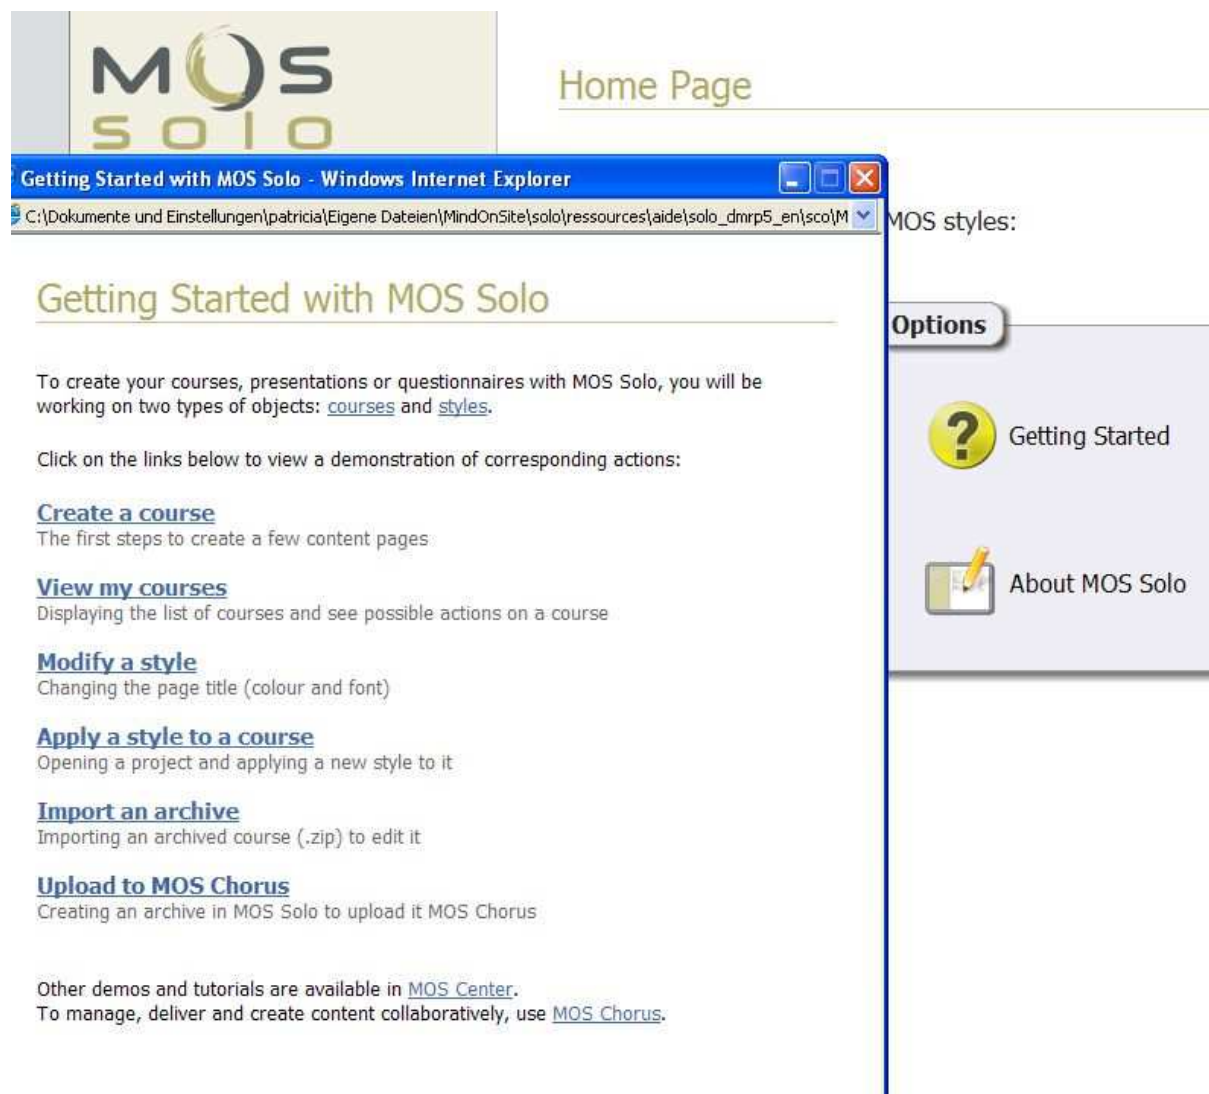 MOS
solo
Home Page
Getting Started with MOS Solo - Windows Internet Explorer
C:\Dokumente und Einstellungen\patricia\Eigene Dateien\MindOnSite\solo\ressources\aide\solo_dmrp5_en\sco\M
MOS styles:
Getting Started with MOS Solo
Options
To create your courses, presentations or questionnaires with MOS Solo, you will be
working on two types of objects: courses and styles.
Getting Started
Click on the links below to view a demonstration of corresponding actions:
Create a course
The first steps to create a few content pages
View my courses
Displaying the list of courses and see possible actions on a course
About MOS Solo
Modify a style
Changing the page title (colour and font)
Apply a style to a course
Opening a project and applying a new style to it
Import an archive
Importing an archived course (.zip) to edit it
Upload to MOS Chorus
Creating an archive in MOS Solo to upload it MOS Chorus
Other demos and tutorials are available in MOS Center.
To manage, deliver and create content collaboratively, use MOS Chorus.